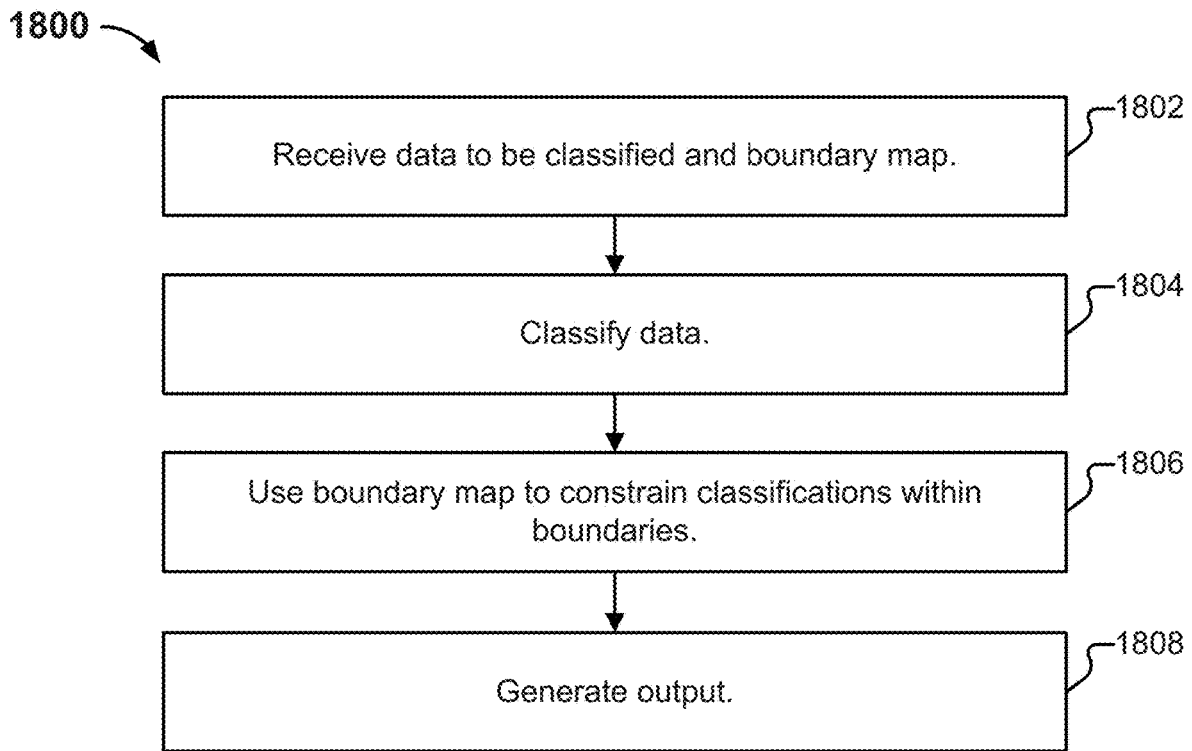 1800
1802
Receive data to be classified and boundary map.
1804
Classify data.
1806
Use boundary map to constrain classifications within
boundaries.
1808
Generate output.